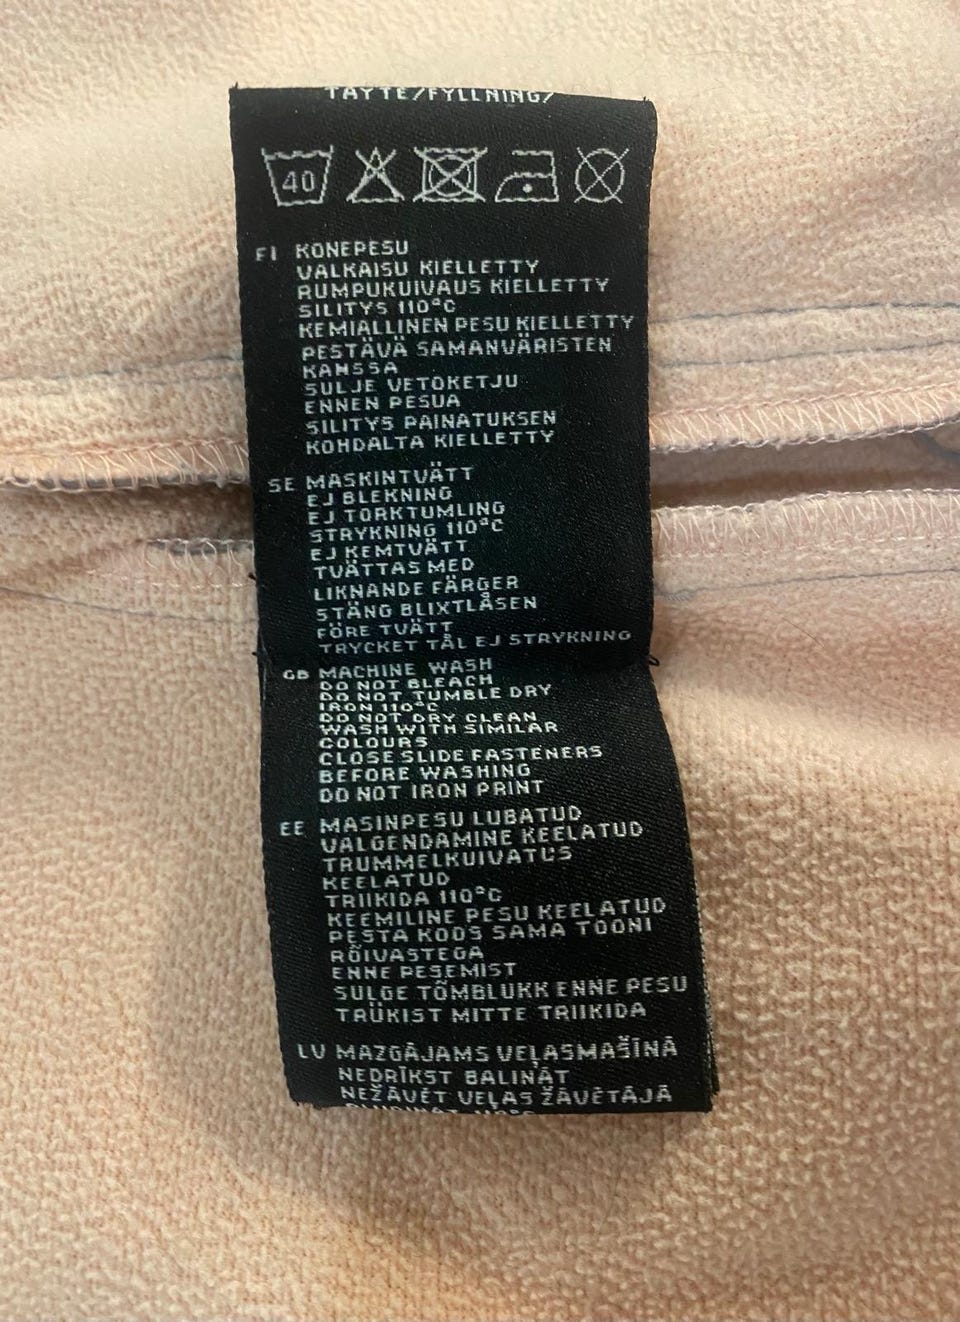 TÄYTE/FYLLNING/
40
FI KONEPESU
VALKAISU KIELLETTY
RUMPUKUIVAUS KIELLETTY
SILITYS 110°C
KEMIALLINEN PESU KIELLETTY
PESTÄVÄ SAMANVÄRISTEN
KANSSA
SULJE VETOKETJU
ENNEN PESUA
SILITYS PAINATUKSEN
KOHDALTA KIELLETTY
SE MASKINTVÄTT
EJ BLEKNING
EJ TORKTUMLING
STRYKNING 110°C
EJ KEMTVÄTT
TVÄTTAS MED
LIKNANDE FÄRGER
STÄNG BLIXTLÅSEN
FÖRE TVÄTT
TRYCKET TÅL EJ STRYKNING
GB MACHINE WASH
DO NOT BLEACH
DO NOT TUMBLE DRY
IRON 110°C
DO NOT DRY CLEAN
WASH WITH SIMILAR
COLOURS
CLOSE SLIDE FASTENERS
BEFORE WASHING
DO NOT IRON PRINT
EE MASINPESU LUBATUD
VALGENDAMINE KEELATUD
TRUMMELKUIVATUS
KEELATUD
TRIIKIDA 110°C
KEEMILINE PESU KEELATUD
PESTA KOOS SAMA TOONI
RÕIVASTEGA
ENNE PESEMIST
SULGE TÕMBLUKK ENNE PESU
TRÜKIST MITTE TRIIKIDA
LV MAZGĀJAMS VEĻASMAŠĪNĀ
NEDRĪKST BALINĀT
NEŽĀVĒT VEĻAS ŽĀVĒTĀJĀ